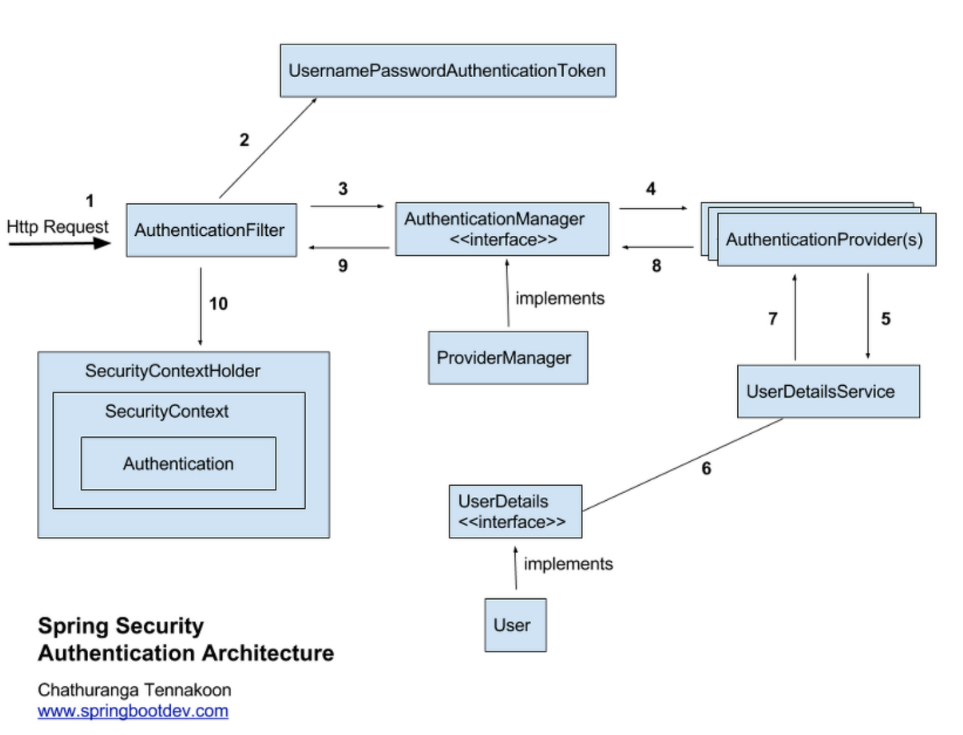 UsernamePasswordAuthenticationToken
2
1
Http Request
AuthenticationFilter
3
AuthenticationManager
<<interface>>
4
AuthenticationProvider(s)
9
8
10
implements
7
5
ProviderManager
SecurityContextHolder
SecurityContext
Authentication
UserDetailsService
6
UserDetails
<<interface>>
implements
User
Spring Security
Authentication Architecture
Chathuranga Tennakoon
www.springbootdev.com